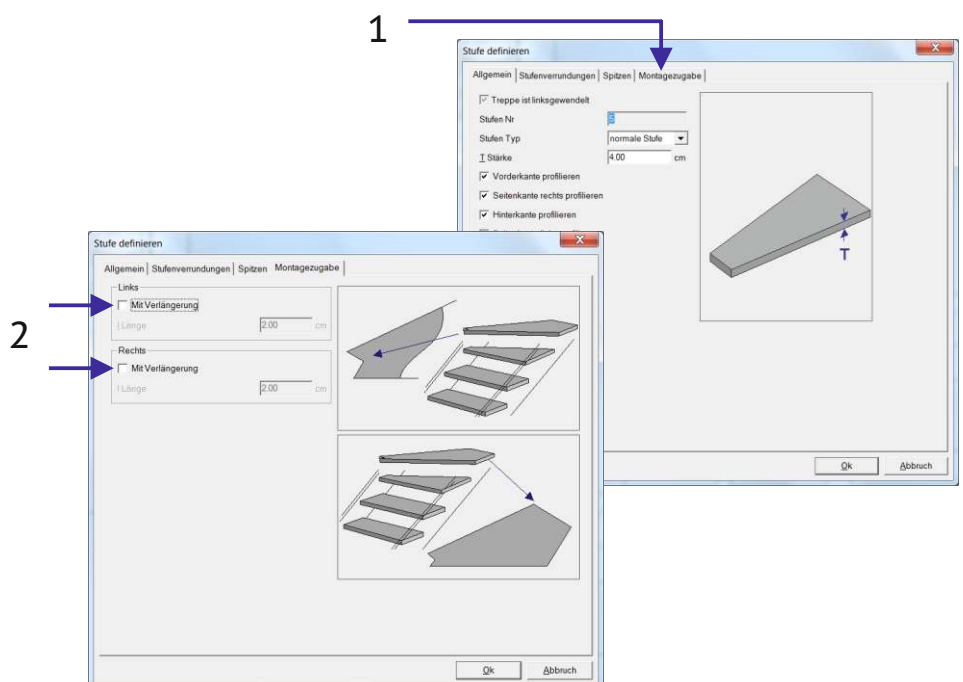 1
Stufe definieren
Allgemein Stufenverrundungen Spitzen Montagezugabe
Treppe ist linksgewendelt
Stufen Nr
Stufen Typ normale Stufe
T Stärke 4.00 cm
Vorderkante profilieren
Seitenkante rechts profilieren
Hinterkante profilieren
T
Ok Abbruch
2
Stufe definieren
Allgemein Stufenverrundungen Spitzen Montagezugabe
Links
Mit Verlängerung
l Länge 2.00 cm
Rechts
Mit Verlängerung
l Länge 2.00 cm
Ok Abbruch